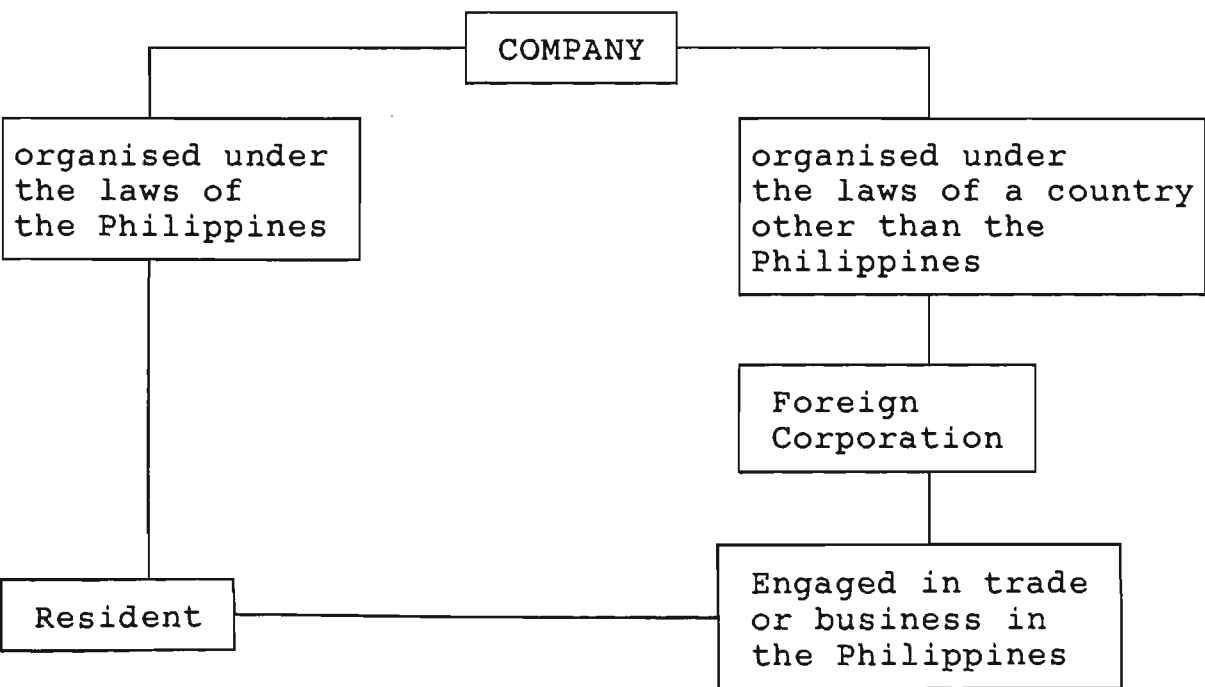 COMPANY
organised under
the laws of
the Philippines
organised under
the laws of a country
other than the
Philippines
Foreign
Corporation
Resident
Engaged in trade
or business in
the Philippines